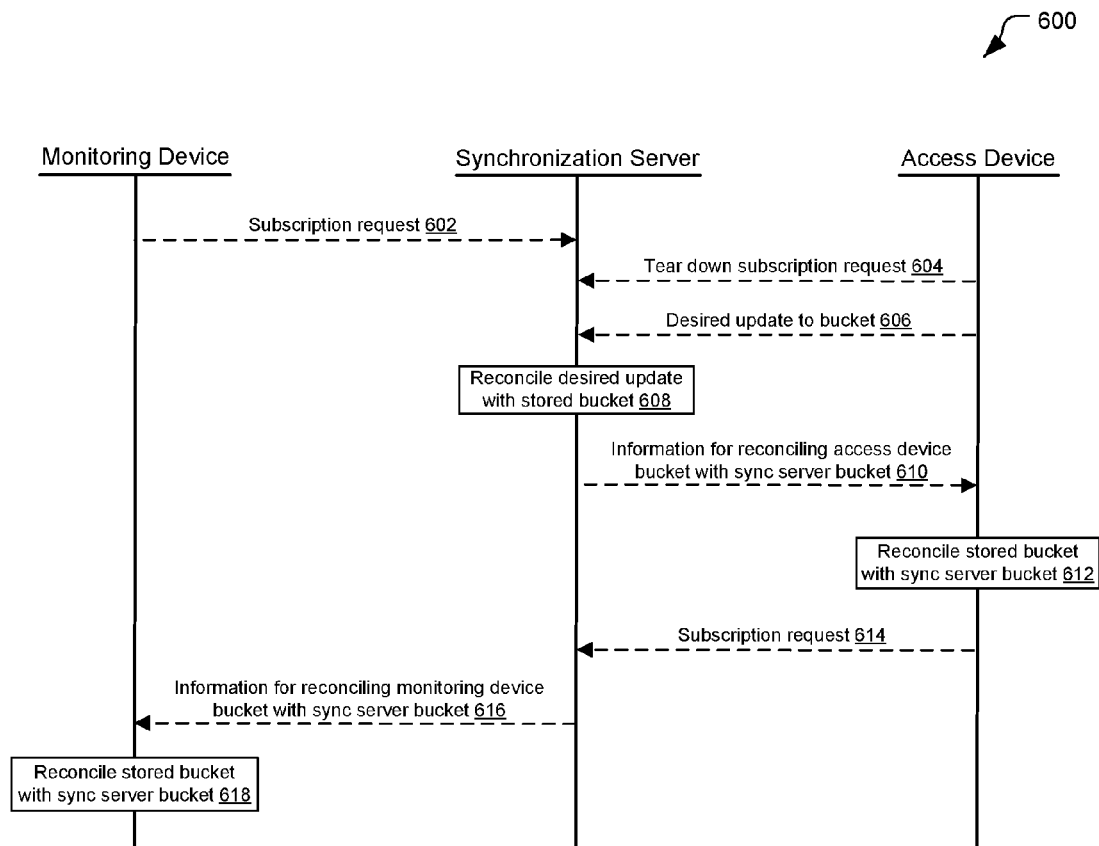 600
Monitoring Device
Synchronization Server
Access Device
Subscription request 602
Tear down subscription request 604
Desired update to bucket 606
Reconcile desired update
with stored bucket 608
Information for reconciling access device
bucket with sync server bucket 610
Reconcile stored bucket
with sync server bucket 612
Subscription request 614
Information for reconciling monitoring device
bucket with sync server bucket 616
Reconcile stored bucket
with sync server bucket 618